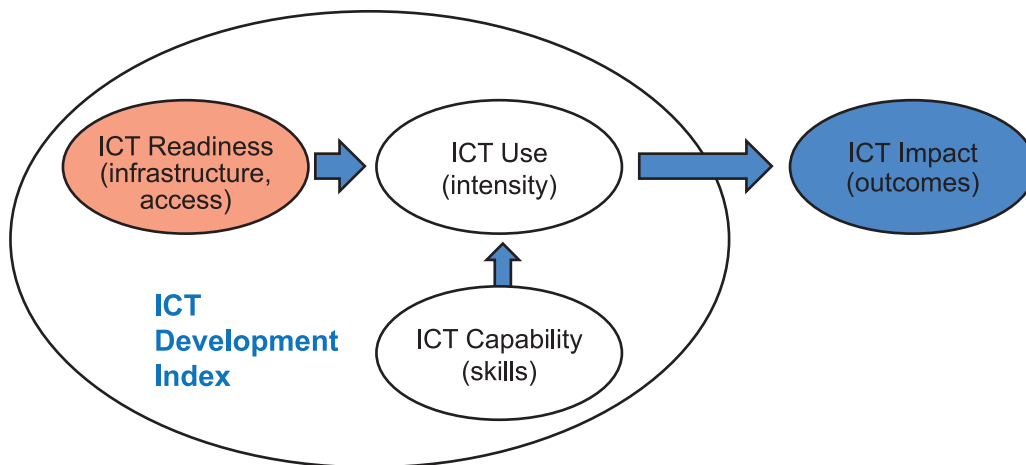 ICT Readiness
(infrastructure,
access)
ICT Use
(intensity)
ICT Impact
(outcomes)
ICT
Development
Index
ICT Capability
(skills)